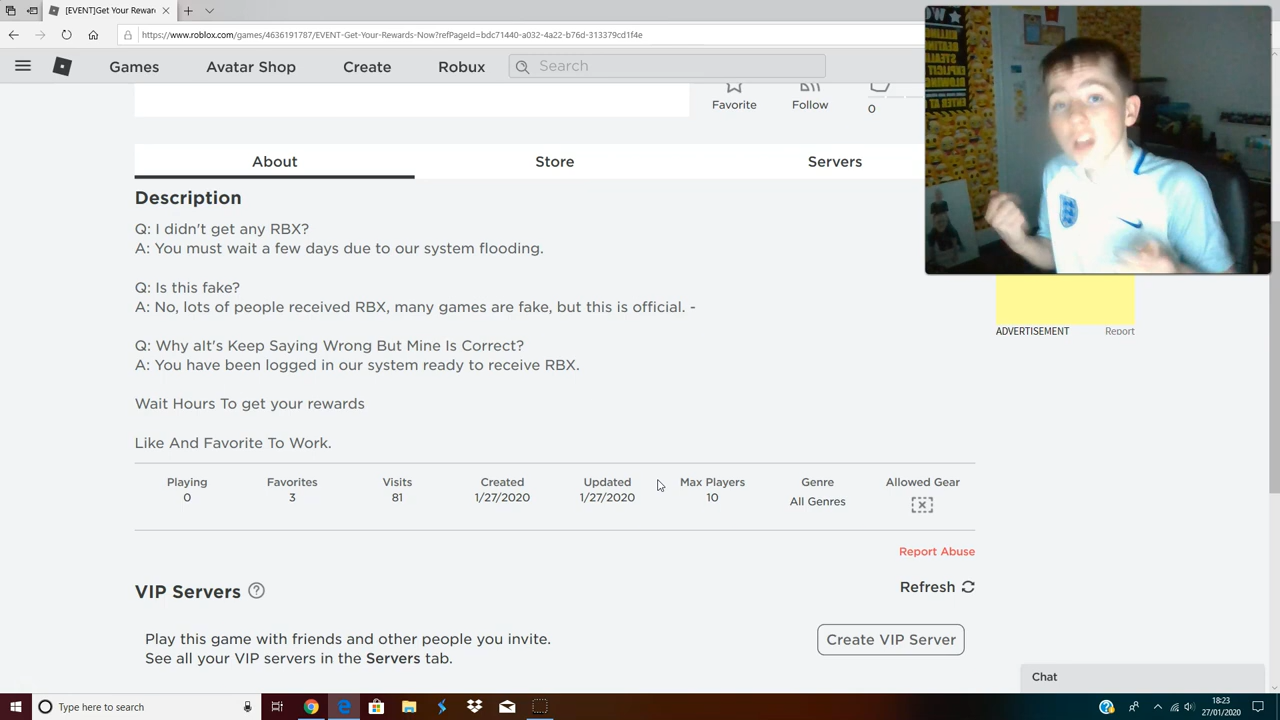 [EVENT]Get Your Rewar
https://www.roblox.com/games/4636191787/EVENT-Get-Your-Rewards-Now?refPageId=bdc71440-a032-4a22-b76d-313379cd1f4e
Games Avatar Shop Create Robux Search
Favorite Follow 0
About Store Servers
Description
Q: I didn't get any RBX?
A: You must wait a few days due to our system flooding.
Q: Is this fake?
A: No, lots of people received RBX, many games are fake, but this is official. -
ADVERTISEMENT Report
Q: Why aIt's Keep Saying Wrong But Mine Is Correct?
A: You have been logged in our system ready to receive RBX.
Wait Hours To get your rewards
Like And Favorite To Work.
Playing Favorites Visits Created Updated Max Players Genre Allowed Gear
0 3 81 1/27/2020 1/27/2020 10 All Genres
Report Abuse
VIP Servers Refresh
Play this game with friends and other people you invite.
See all your VIP servers in the Servers tab.
Create VIP Server
Chat
Type here to search
18:23
27/01/2020